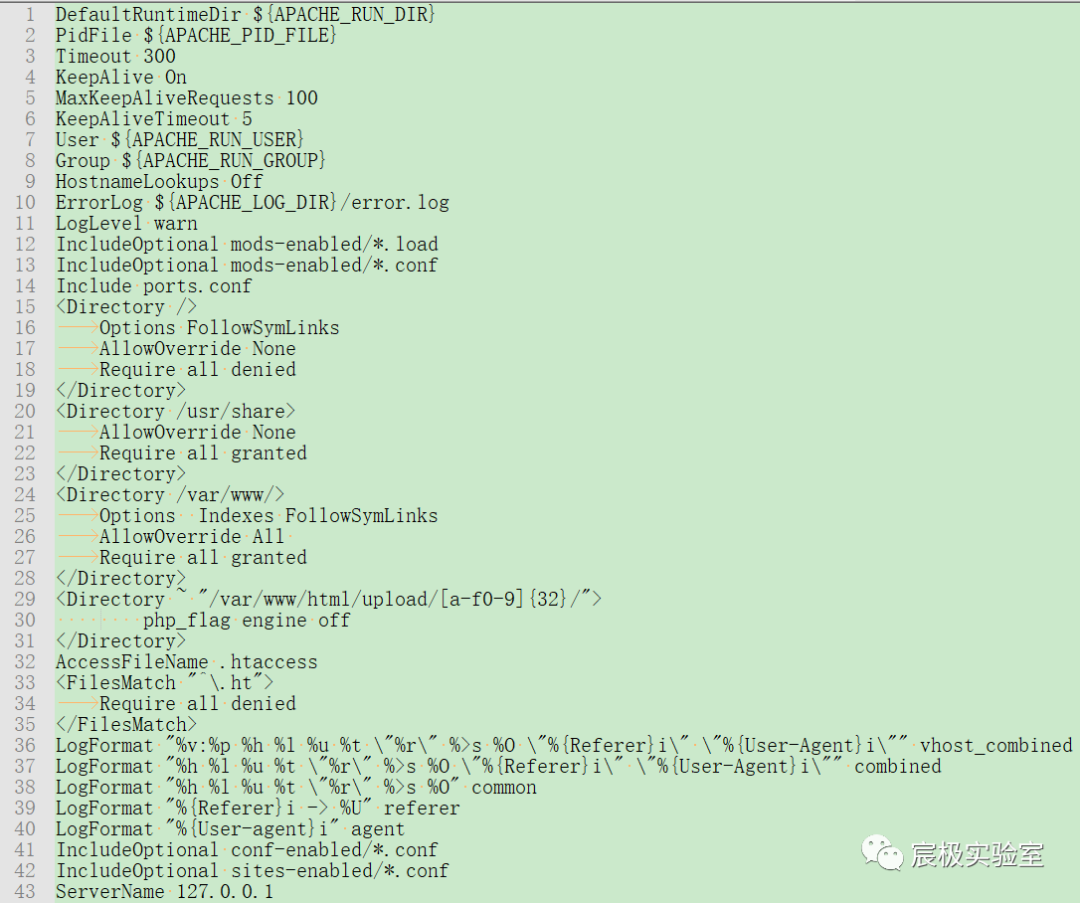 1 DefaultRuntimeDir ${APACHE_RUN_DIR}
2 PidFile ${APACHE_PID_FILE}
3 Timeout 300
4 KeepAlive On
5 MaxKeepAliveRequests 100
6 KeepAliveTimeout 5
7 User ${APACHE_RUN_USER}
8 Group ${APACHE_RUN_GROUP}
9 HostnameLookups Off
10 ErrorLog ${APACHE_LOG_DIR}/error.log
11 LogLevel warn
12 IncludeOptional mods-enabled/*.load
13 IncludeOptional mods-enabled/*.conf
14 Include ports.conf
15 <Directory />
16 	Options FollowSymLinks
17 	AllowOverride None
18 	Require all denied
19 </Directory>
20 <Directory /usr/share>
21 	AllowOverride None
22 	Require all granted
23 </Directory>
24 <Directory /var/www/>
25 	Options  Indexes FollowSymLinks
26 	AllowOverride All
27 	Require all granted
28 </Directory>
29 <Directory ~ "/var/www/html/upload/[a-f0-9]{32}/">
30         php_flag engine off
31 </Directory>
32 AccessFileName .htaccess
33 <FilesMatch "^\.ht">
34 	Require all denied
35 </FilesMatch>
36 LogFormat "%v:%p %h %l %u %t \"%r\" %>s %O \"%{Referer}i\" \"%{User-Agent}i\"" vhost_combined
37 LogFormat "%h %l %u %t \"%r\" %>s %O \"%{Referer}i\" \"%{User-Agent}i\"" combined
38 LogFormat "%h %l %u %t \"%r\" %>s %O" common
39 LogFormat "%{Referer}i -> %U" referer
40 LogFormat "%{User-agent}i" agent
41 IncludeOptional conf-enabled/*.conf
42 IncludeOptional sites-enabled/*.conf
43 ServerName 127.0.0.1
宸极实验室